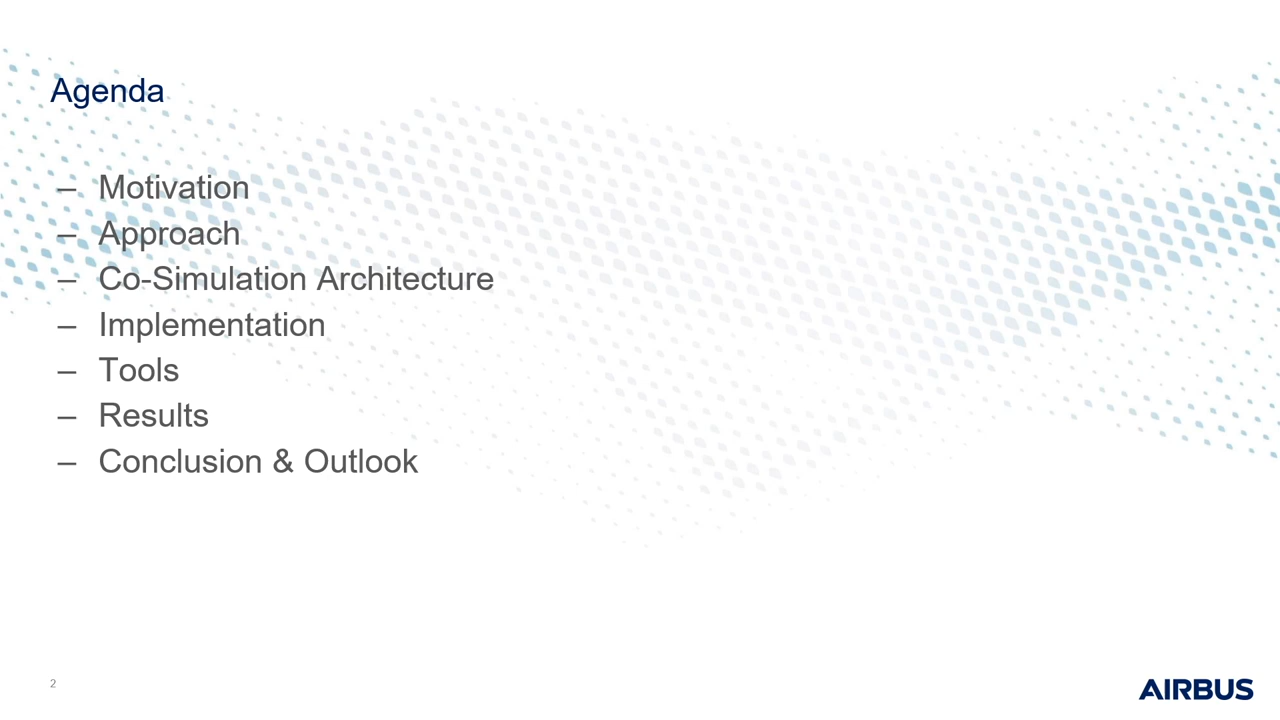 Agenda
– Motivation
– Approach
– Co-Simulation Architecture
– Implementation
– Tools
– Results
– Conclusion & Outlook
2
AIRBUS